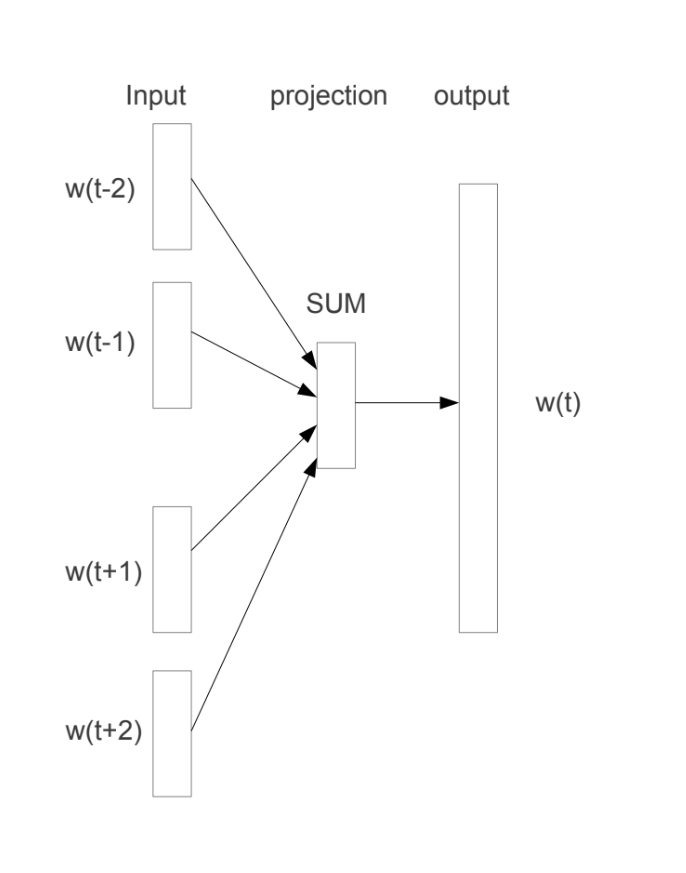 Input projection output
w(t-2)
SUM
w(t-1)
w(t)
w(t+1)
w(t+2)